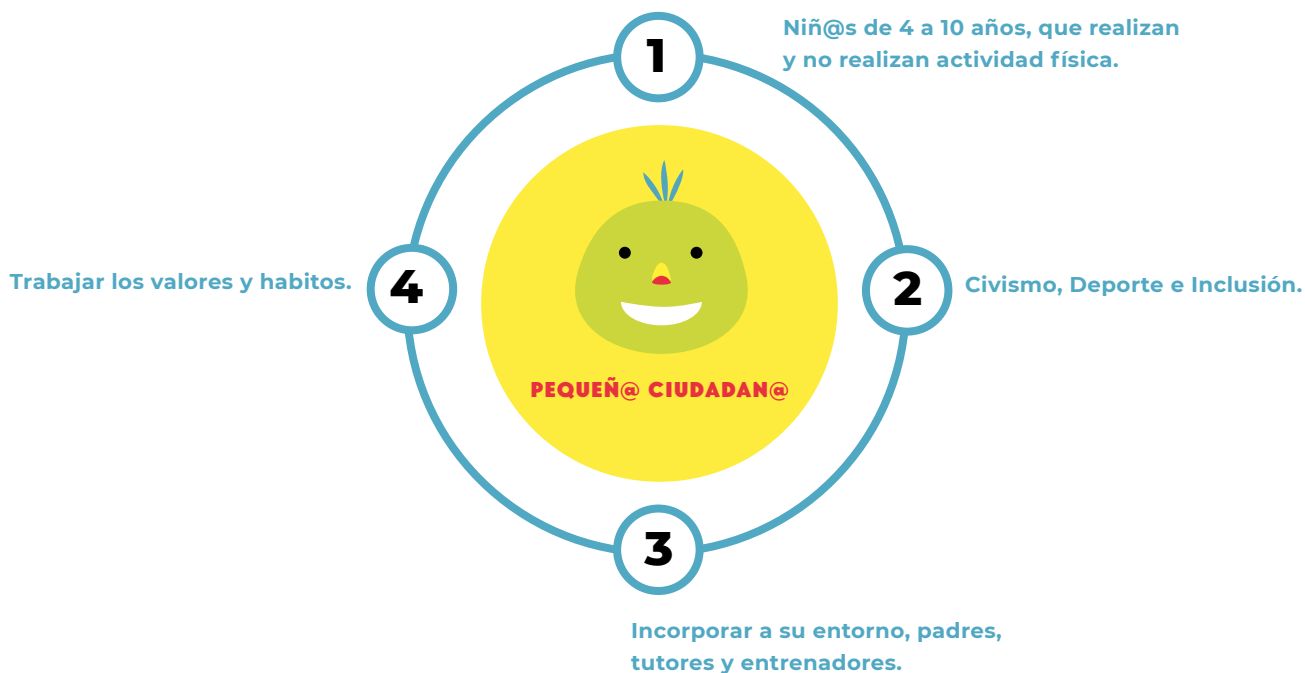 1
Niñ@s de 4 a 10 años, que realizan
y no realizan actividad física.
4
Trabajar los valores y habitos.
2
Civismo, Deporte e Inclusión.
PEQUEÑ@ CIUDADAN@
3
Incorporar a su entorno, padres,
tutores y entrenadores.